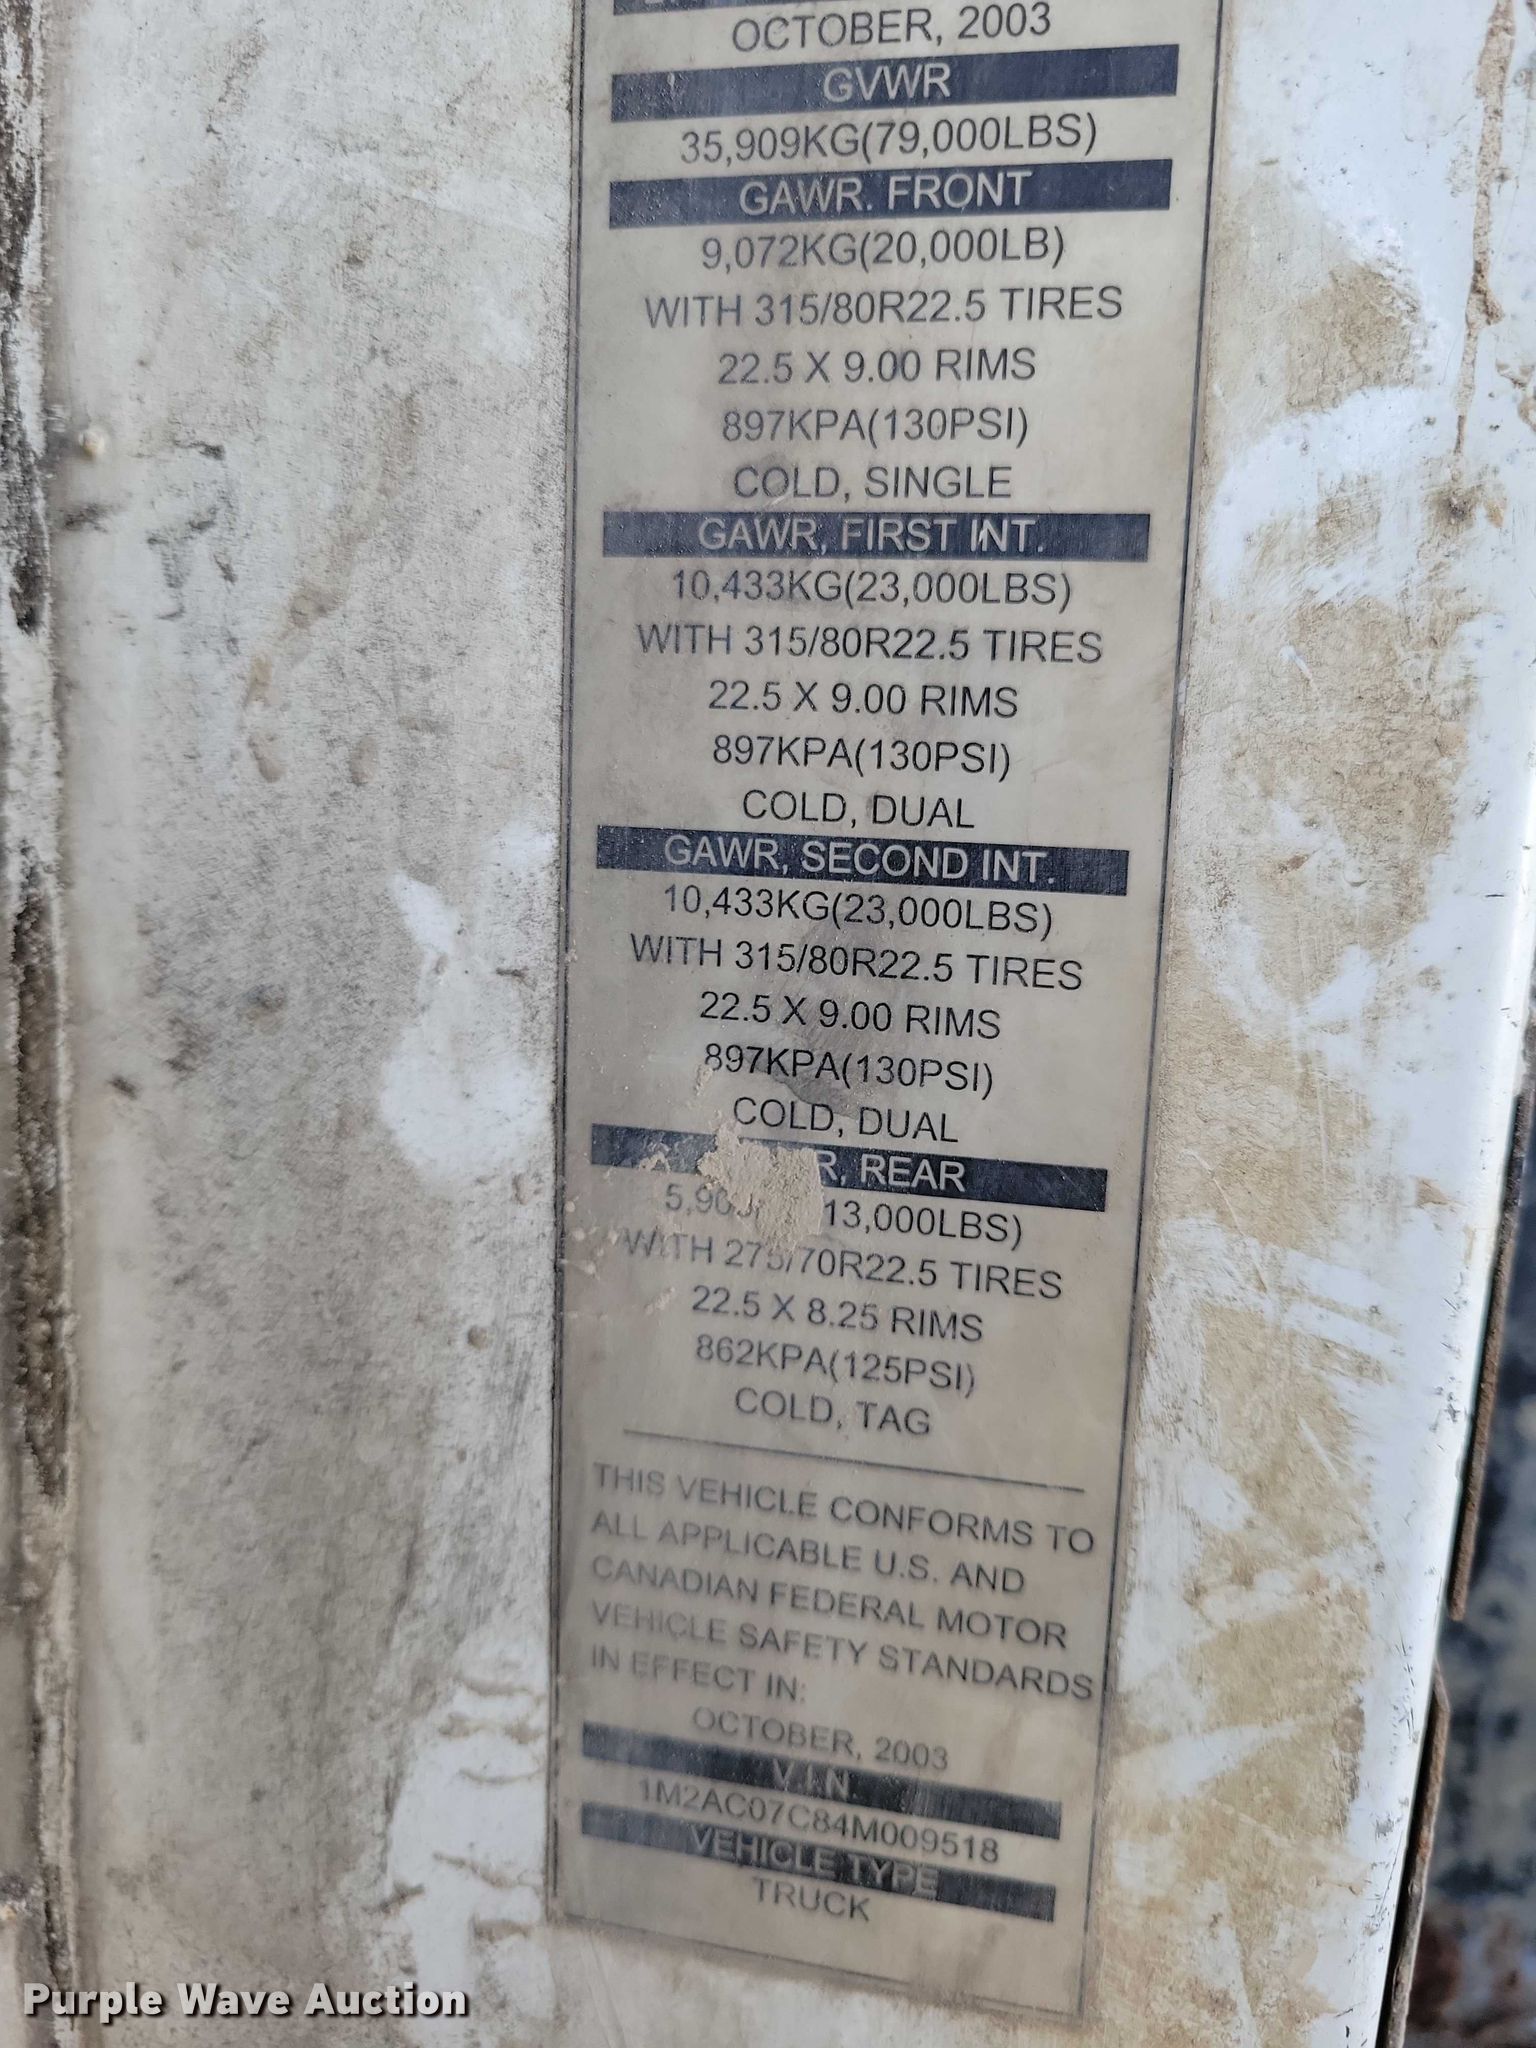 OCTOBER, 2003
GVWR
35,909KG(79,000LBS)
GAWR. FRONT
9,072KG(20,000LB)
WITH 315/80R22.5 TIRES
22.5 X 9.00 RIMS
897KPA(130PSI)
COLD, SINGLE
GAWR, FIRST INT.
10,433KG(23,000LBS)
WITH 315/80R22.5 TIRES
22.5 X 9.00 RIMS
897KPA(130PSI)
COLD, DUAL
GAWR, SECOND INT.
10,433KG(23,000LBS)
WITH 315/80R22.5 TIRES
22.5 X 9.00 RIMS
897KPA(130PSI)
COLD, DUAL
REAR
13,000LBS)
WITH 275/70R22.5 TIRES
22.5 X 8.25 RIMS
862KPA(125PSI)
COLD, TAG
THIS VEHICLE CONFORMS TO
ALL APPLICABLE U.S. AND
CANADIAN FEDERAL MOTOR
VEHICLE SAFETY STANDARDS
IN EFFECT IN:
OCTOBER, 2003
V.I.N.
1M2AC07C84M009518
VEHICLE TYPE
TRUCK
Purple Wave Auction